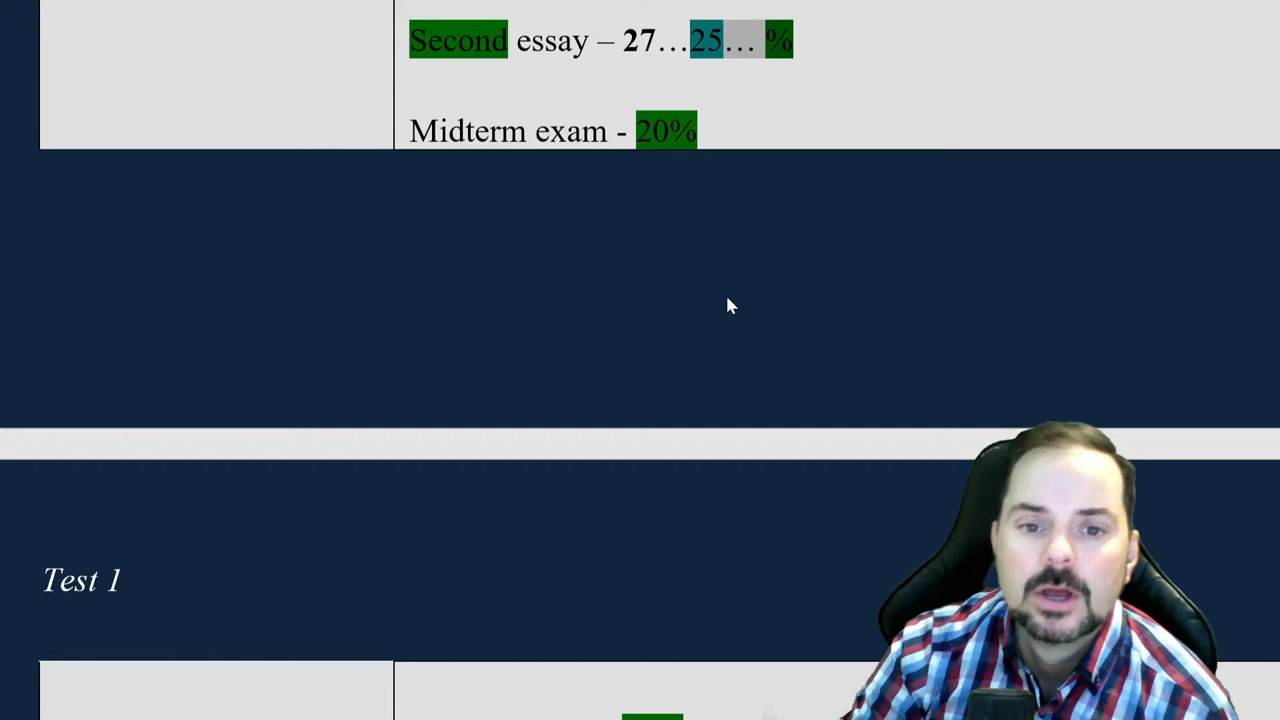 Second essay – 27…25… %
Midterm exam - 20%
Test 1